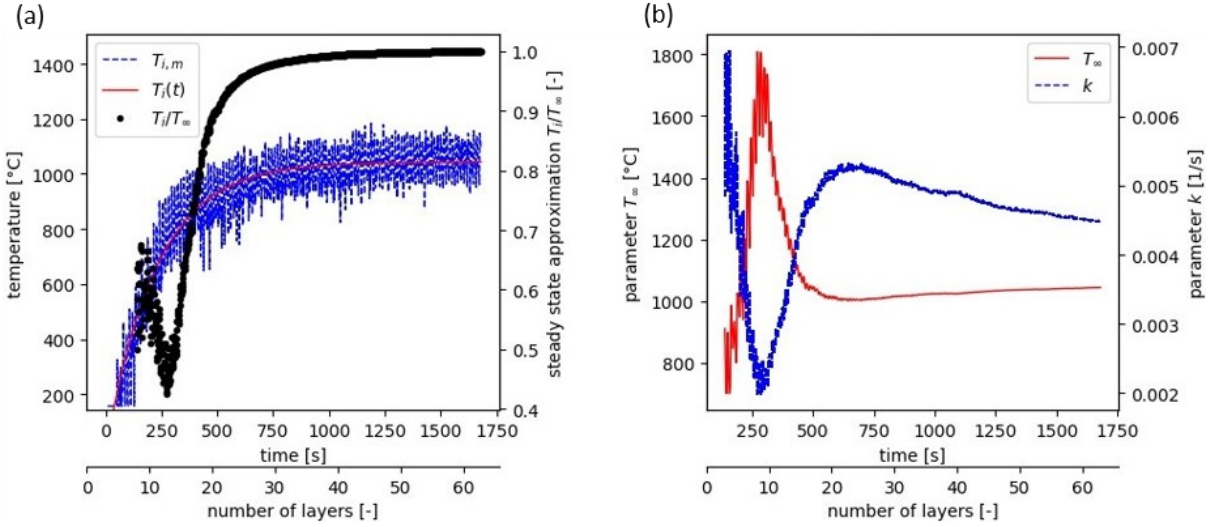 (a)
1400
1200
1000
800
600
400
200
temperature [°C]
T_{i,m}
T_i(t)
T_i/T_∞
1.0
0.9
0.8
0.7
0.6
0.5
0.4
steady state approximation T_i/T_∞ [-]
0 250 500 750 1000 1250 1500 1750
time [s]
0 10 20 30 40 50 60
number of layers [-]
(b)
1800
1600
1400
1200
1000
800
parameter T_∞ [°C]
T_∞
k
0.007
0.006
0.005
0.004
0.003
0.002
parameter k [1/s]
250 500 750 1000 1250 1500 1750
time [s]
0 10 20 30 40 50 60
number of layers [-]